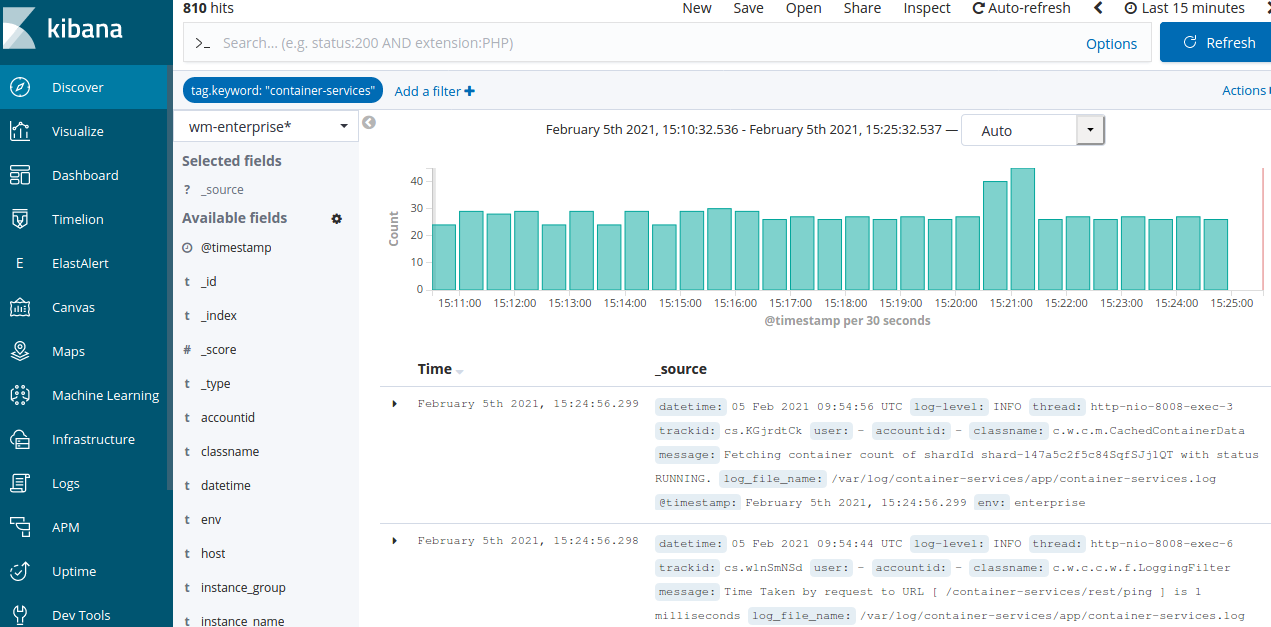 kibana
Discover
Visualize
Dashboard
Timelion
E ElastAlert
Canvas
Maps
Machine Learning
Infrastructure
Logs
APM
Uptime
Dev Tools
810 hits
New Save Open Share Inspect Auto-refresh Last 15 minutes
>_ Search... (e.g. status:200 AND extension:PHP) Options Refresh
tag.keyword: "container-services" Add a filter + Actions
wm-enterprise*
Selected fields
? _source
Available fields
@timestamp
t _id
t _index
# _score
t _type
t accountid
t classname
t datetime
t env
t host
t instance_group
t instance_name
February 5th 2021, 15:10:32.536 - February 5th 2021, 15:25:32.537 — Auto
Count
40
30
20
10
0
15:11:00 15:12:00 15:13:00 15:14:00 15:15:00 15:16:00 15:17:00 15:18:00 15:19:00 15:20:00 15:21:00 15:22:00 15:23:00 15:24:00 15:25:00
@timestamp per 30 seconds
Time _source
February 5th 2021, 15:24:56.299 datetime: 05 Feb 2021 09:54:56 UTC log-level: INFO thread: http-nio-8008-exec-3
trackid: cs.KGjrdtCk user: - accountid: - classname: c.w.c.m.CachedContainerData
message: Fetching container count of shardId shard-147a5c2f5c84SqfSJj1QT with status
RUNNING. log_file_name: /var/log/container-services/app/container-services.log
@timestamp: February 5th 2021, 15:24:56.299 env: enterprise
February 5th 2021, 15:24:56.298 datetime: 05 Feb 2021 09:54:44 UTC log-level: INFO thread: http-nio-8008-exec-6
trackid: cs.wlnSmNSd user: - accountid: - classname: c.w.c.c.w.f.LoggingFilter
message: Time Taken by request to URL [ /container-services/rest/ping ] is 1
milliseconds log_file_name: /var/log/container-services/app/container-services.log